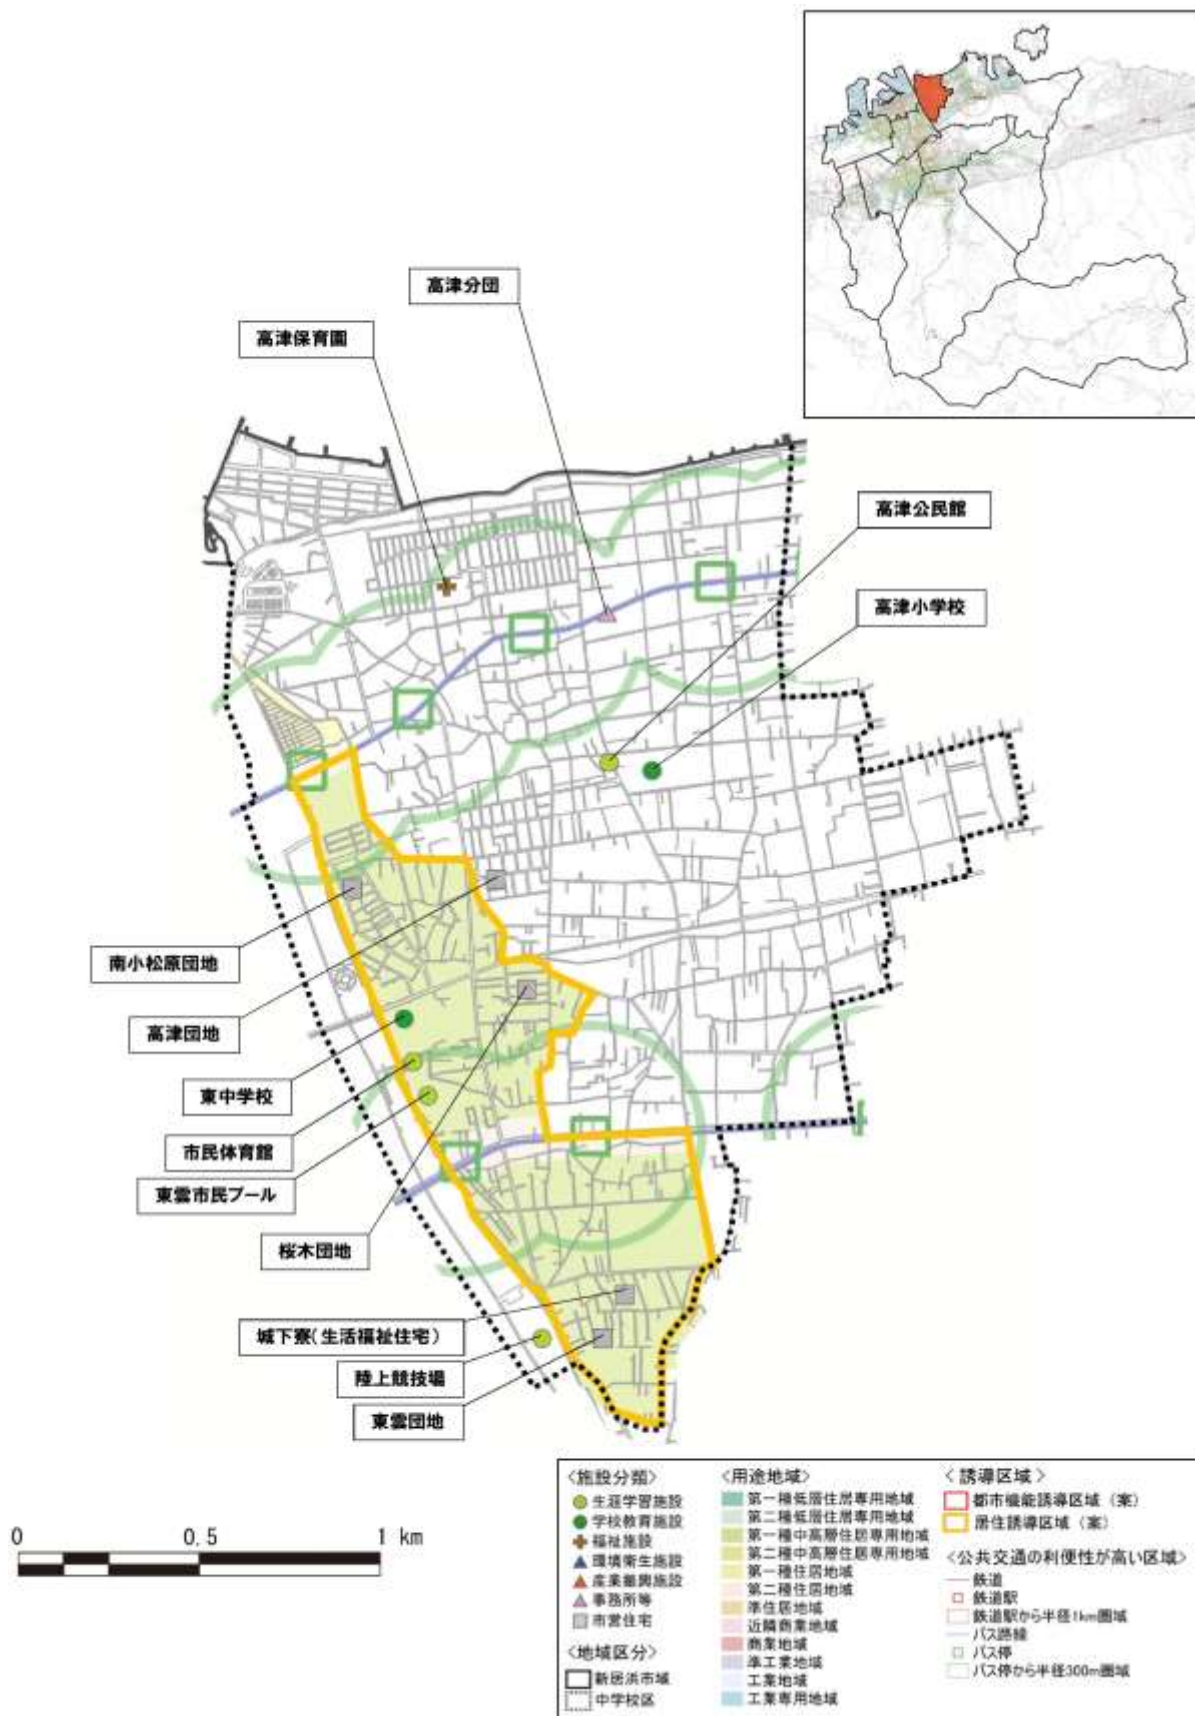 高津分団
高津保育園
高津公民館
高津小学校
南小松原団地
高津団地
東中学校
市民体育館
東雲市民プール
桜木団地
城下寮(生活福祉住宅)
陸上競技場
東雲団地
0 0.5 1 km
<施設分類>
生涯学習施設
学校教育施設
福祉施設
環境衛生施設
産業振興施設
事務所等
市営住宅
<地域区分>
新居浜市域
中学校区
<用途地域>
第一種低層住居専用地域
第二種低層住居専用地域
第一種中高層住居専用地域
第二種中高層住居専用地域
第一種住居地域
第二種住居地域
準住居地域
近隣商業地域
商業地域
準工業地域
工業地域
工業専用地域
<誘導区域>
都市機能誘導区域(案)
居住誘導区域(案)
<公共交通の利便性が高い区域>
鉄道
鉄道駅
鉄道駅から半径1km圏域
バス路線
バス停
バス停から半径300m圏域